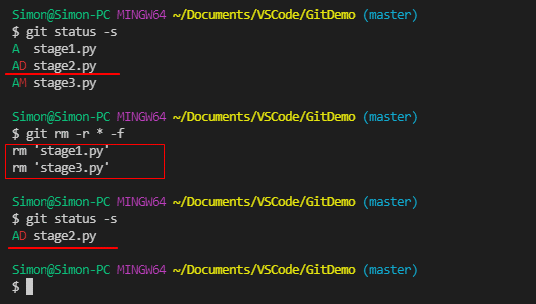 Simon@Simon-PC MINGW64 ~/Documents/VSCode/GitDemo (master)
$ git status -s
A  stage1.py
AD stage2.py
AM stage3.py
Simon@Simon-PC MINGW64 ~/Documents/VSCode/GitDemo (master)
$ git rm -r * -f
rm 'stage1.py'
rm 'stage3.py'
Simon@Simon-PC MINGW64 ~/Documents/VSCode/GitDemo (master)
$ git status -s
AD stage2.py
Simon@Simon-PC MINGW64 ~/Documents/VSCode/GitDemo (master)
$